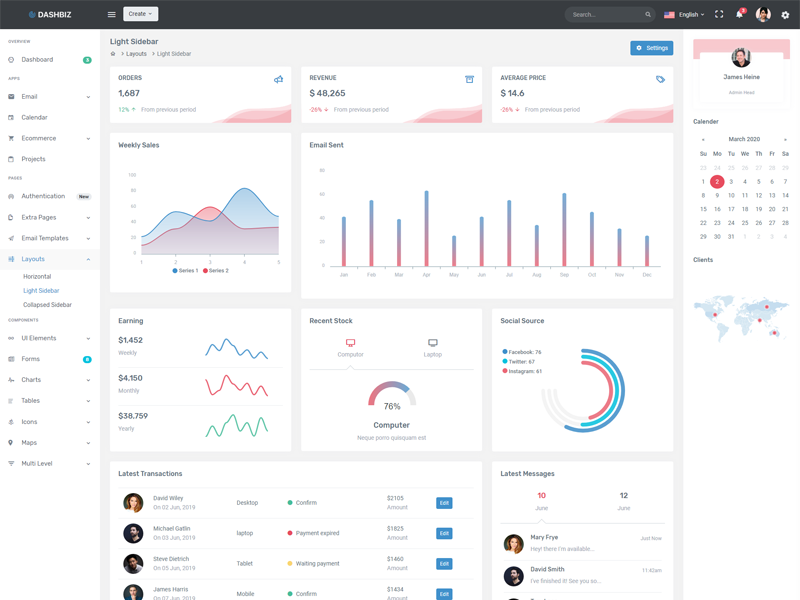 DASHBIZ
Create
Search...
English
3
OVERVIEW
Dashboard
3
APPS
Email
Calendar
Ecommerce
Projects
PAGES
Authentication
New
Extra Pages
Email Templates
Layouts
Horizontal
Light Sidebar
Collapsed Sidebar
COMPONENTS
UI Elements
Forms
8
Charts
Tables
Icons
Maps
Multi Level
Light Sidebar
Layouts
Light Sidebar
Settings
ORDERS
1,687
12%
From previous period
REVENUE
$ 48,265
-26%
From previous period
AVERAGE PRICE
$ 14.6
-26%
From previous period
Weekly Sales
100
80
60
40
20
0
1 2 3 4 5
Series 1 Series 2
Email Sent
80
60
40
20
0
Jan Feb Mar Apr May Jun Jul Aug Sep Oct Nov Dec
Earning
$1,452
Weekly
$4,150
Monthly
$38,759
Yearly
Recent Stock
Computor
Laptop
76%
Computer
Neque porro quisquam est
Social Source
Facebook: 76
Twitter: 67
Instagram: 61
Latest Transactions
David Wiley
On 02 Jun, 2019
Desktop
Confirm
$2105
Amount
Edit
Michael Gatlin
On 03 Jun, 2019
laptop
Payment expired
$1825
Amount
Edit
Steve Dietrich
On 05 Jun, 2019
Tablet
Waiting payment
$1460
Amount
Edit
James Harris
On 07 Jun, 2019
Mobile
Confirm
$1434
Amount
Edit
Latest Messages
10
June
12
June
Mary Frye
Just Now
Hey! there I'm available...
David Smith
11:42am
I've finished it! See you so...
James Heine
Admin Head
Calender
«
March 2020
»
Su Mo Tu We Th Fr Sa
23 24 25 26 27 28 29
1 2 3 4 5 6 7
8 9 10 11 12 13 14
15 16 17 18 19 20 21
22 23 24 25 26 27 28
29 30 31 1 2 3 4
Clients